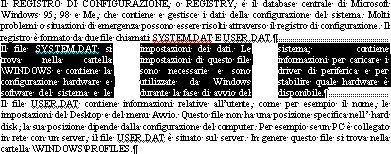 Il REGISTRO DI CONFIGURAZIONE, o REGISTRY, è il database centrale di Microsoft
Windows 95; 98 e Me, che contiene e gestisce i dati della configurazione del sistema. Molti
problemi o situazioni di emergenza possono essere risolti attraverso il registro di configurazione. Il
registro è formato da due file chiamati SYSTEM.DAT E USER.DAT.¶
Il file SYSTEM.DAT si
trova nella cartella
WINDOWS e contiene la
configurazione hardware e
software del sistema e le
impostazioni dei dati. Le
impostazioni di questo file
sono necessarie e sono
utilizzate da Windows
durante la fase di avvio del
sistema; contiene
informazioni per caricare i
driver di periferica e per
stabilire quale hardware è
disponibile.¶
Il file USER.DAT contiene informazioni relative all'utente, come per esempio il nome, le
impostazioni del Desktop e del menu Avvio. Questo file non ha una posizione specifica nell' hard
disk; la sua posizione dipende dalla configurazione del computer. Per esempio se un PC è collegato
in rete con un server, il file USER.DAT è situato sul server. In genere questo file si trova nella
cartella WINDOWS\PROFILES.¶